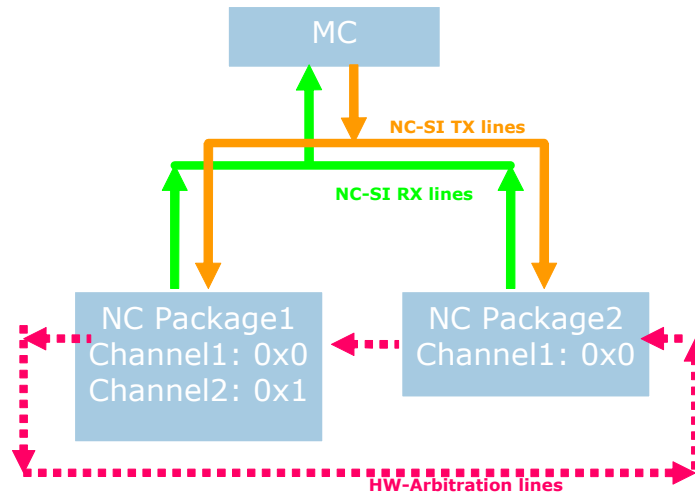 MC
NC-SI TX lines
NC-SI RX lines
NC Package1
Channel1: 0x0
Channel2: 0x1
NC Package2
Channel1: 0x0
HW-Arbitration lines